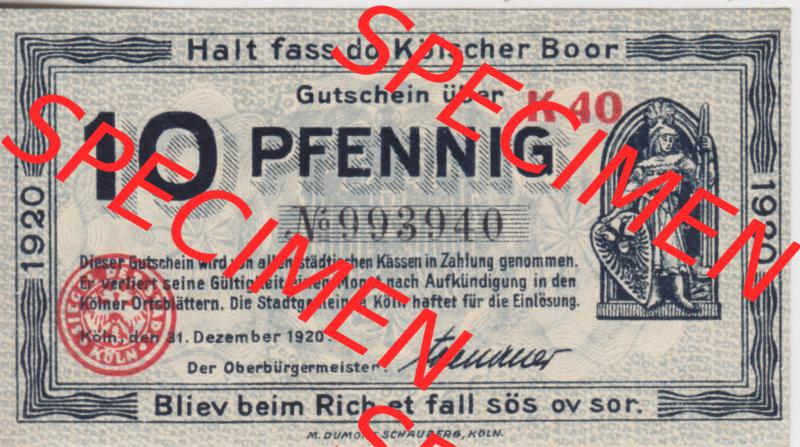 Halt fass do Kölscher Boor
Gutschein über
K 40
10 PFENNIG
№ 993940
Dieser Gutschein wird von allen städtischen Kassen in Zahlung genommen.
Er verliert seine Gültigkeit einen Monat nach Aufkündigung in den
Kölner Ortsblättern. Die Stadtgemeinde Köln haftet für die Einlösung.
Köln, den 31. Dezember 1920.
Der Oberbürgermeister:
Bliev beim Rich et fall sös ov sor.
M. DUMONT SCHAUBERG, KÖLN.
1920
1920
KÖLN
SPECIMEN
SPECIMEN